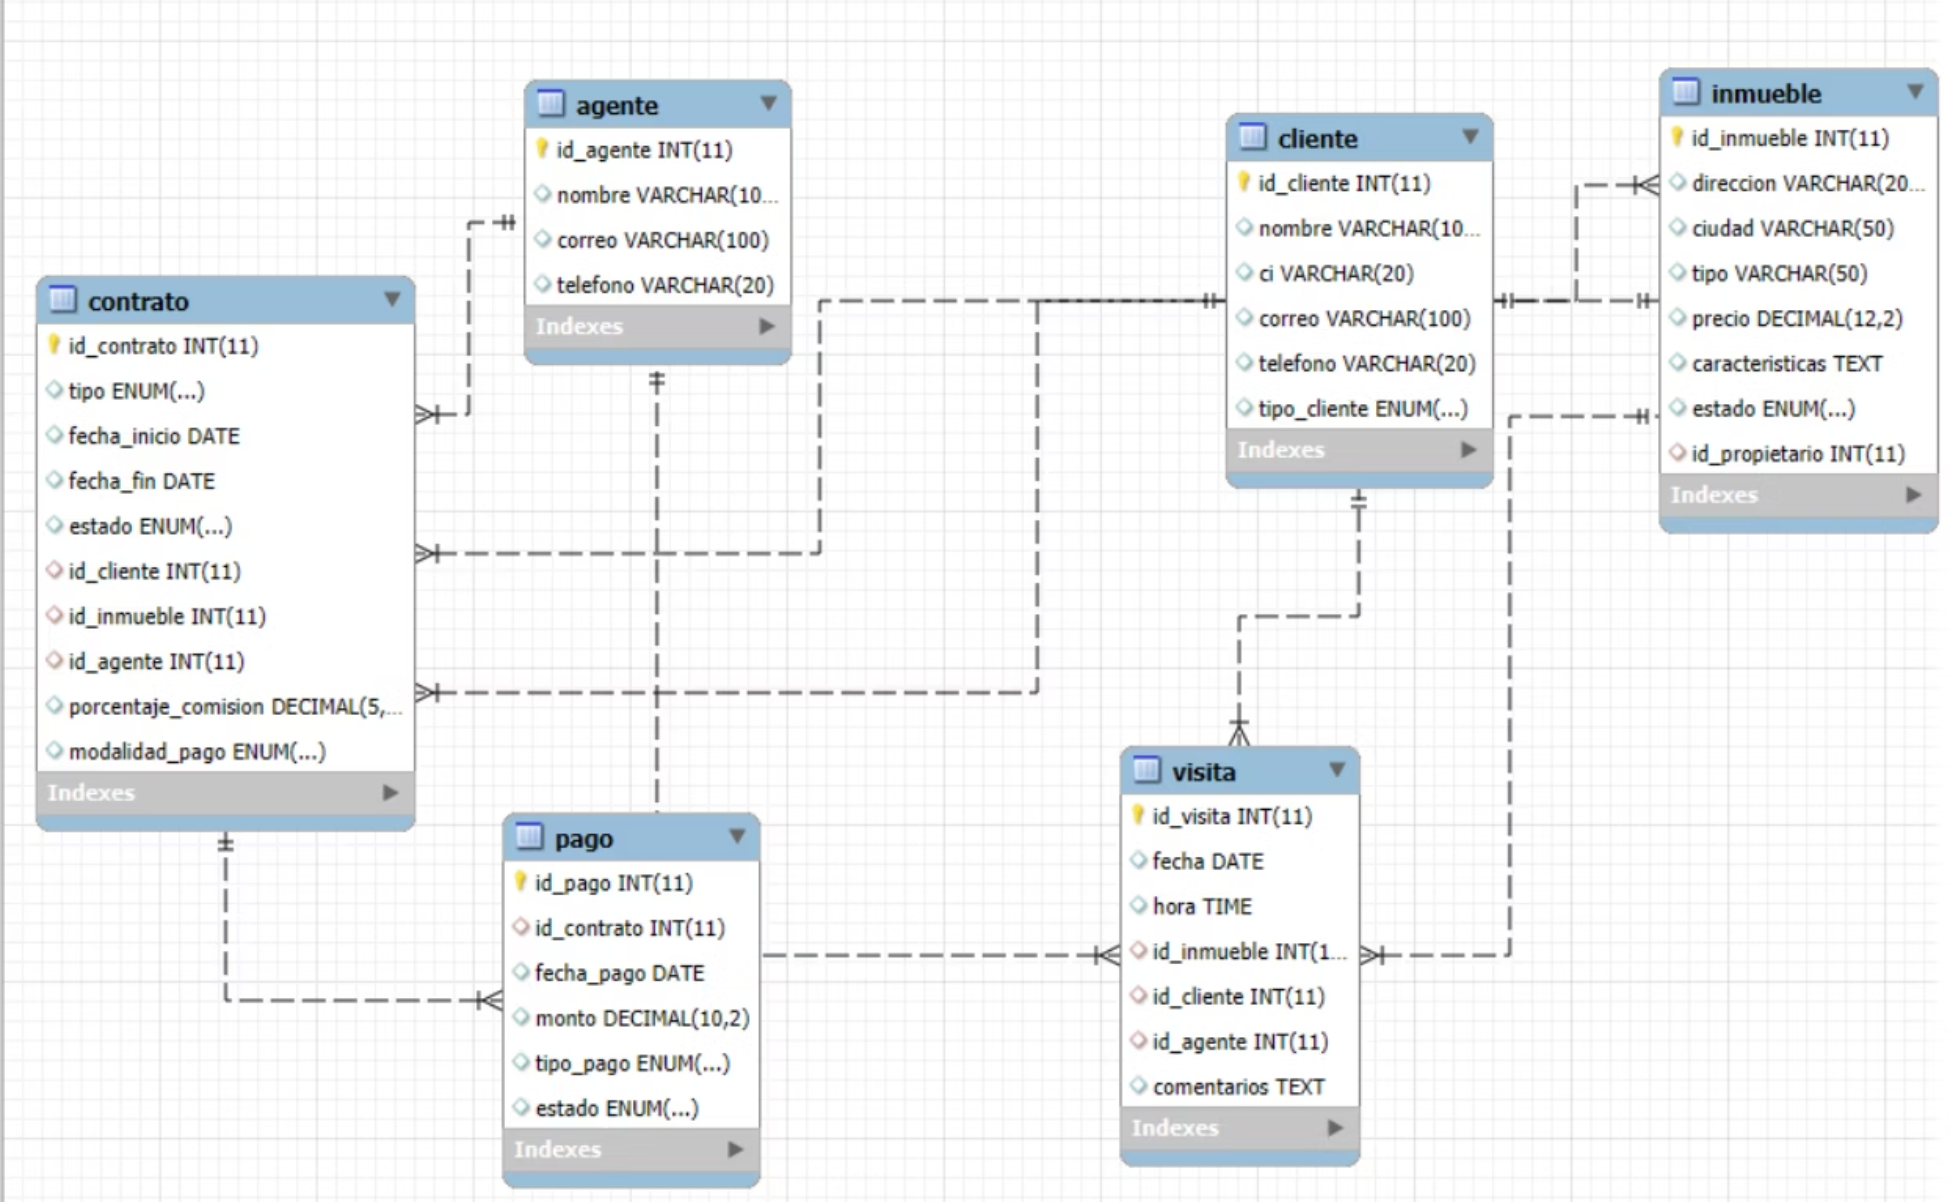 agente
id_agente INT(11)
nombre VARCHAR(10...
correo VARCHAR(100)
telefono VARCHAR(20)
Indexes
cliente
id_cliente INT(11)
nombre VARCHAR(10...
ci VARCHAR(20)
correo VARCHAR(100)
telefono VARCHAR(20)
tipo_cliente ENUM(...)
Indexes
inmueble
id_inmueble INT(11)
direccion VARCHAR(20...
ciudad VARCHAR(50)
tipo VARCHAR(50)
precio DECIMAL(12,2)
caracteristicas TEXT
estado ENUM(...)
id_propietario INT(11)
Indexes
contrato
id_contrato INT(11)
tipo ENUM(...)
fecha_inicio DATE
fecha_fin DATE
estado ENUM(...)
id_cliente INT(11)
id_inmueble INT(11)
id_agente INT(11)
porcentaje_comision DECIMAL(5,...
modalidad_pago ENUM(...)
Indexes
pago
id_pago INT(11)
id_contrato INT(11)
fecha_pago DATE
monto DECIMAL(10,2)
tipo_pago ENUM(...)
estado ENUM(...)
Indexes
visita
id_visita INT(11)
fecha DATE
hora TIME
id_inmueble INT(1...
id_cliente INT(11)
id_agente INT(11)
comentarios TEXT
Indexes